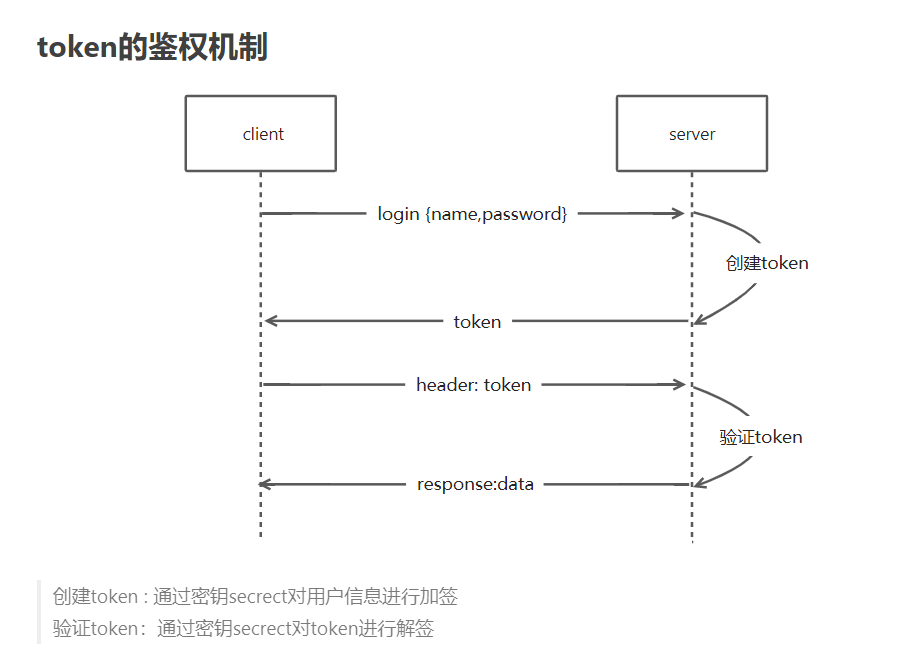 token的鉴权机制
client
server
login {name,password}
创建token
token
header: token
验证token
response:data
创建token : 通过密钥secrect对用户信息进行加签
验证token：通过密钥secrect对token进行解签